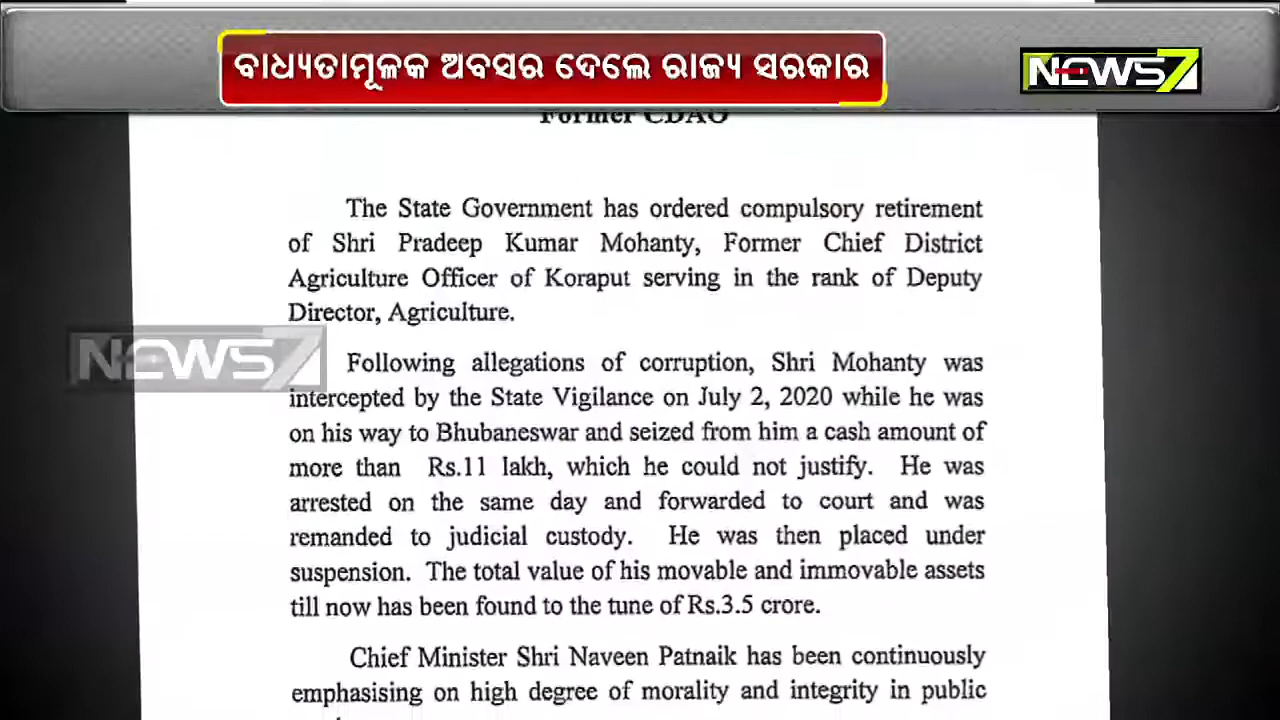 ବାଧ୍ୟତାମୂଳକ ଅବସର ଦେଲେ ରାଜ୍ୟ ସରକାର
NEWS7
Former CDAO
The State Government has ordered compulsory retirement
of Shri Pradeep Kumar Mohanty, Former Chief District
Agriculture Officer of Koraput serving in the rank of Deputy
Director, Agriculture.
NEWS7
Following allegations of corruption, Shri Mohanty was
intercepted by the State Vigilance on July 2, 2020 while he was
on his way to Bhubaneswar and seized from him a cash amount of
more than Rs.11 lakh, which he could not justify. He was
arrested on the same day and forwarded to court and was
remanded to judicial custody. He was then placed under
suspension. The total value of his movable and immovable assets
till now has been found to the tune of Rs.3.5 crore.
Chief Minister Shri Naveen Patnaik has been continuously
emphasising on high degree of morality and integrity in public